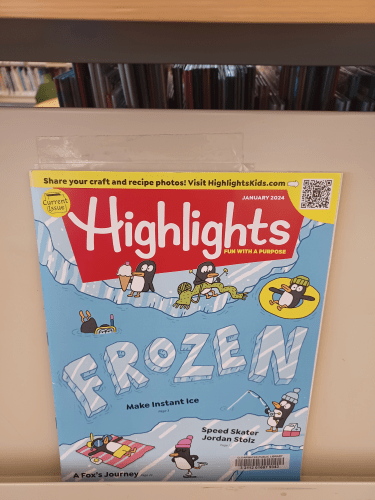 Share your craft and recipe photos! Visit HighlightsKids.com
Current Issue!
JANUARY 2024
Highlights
FUN WITH A PURPOSE
FROZEN
Make Instant Ice
Speed Skater
Jordan Stolz
A Fox's Journey